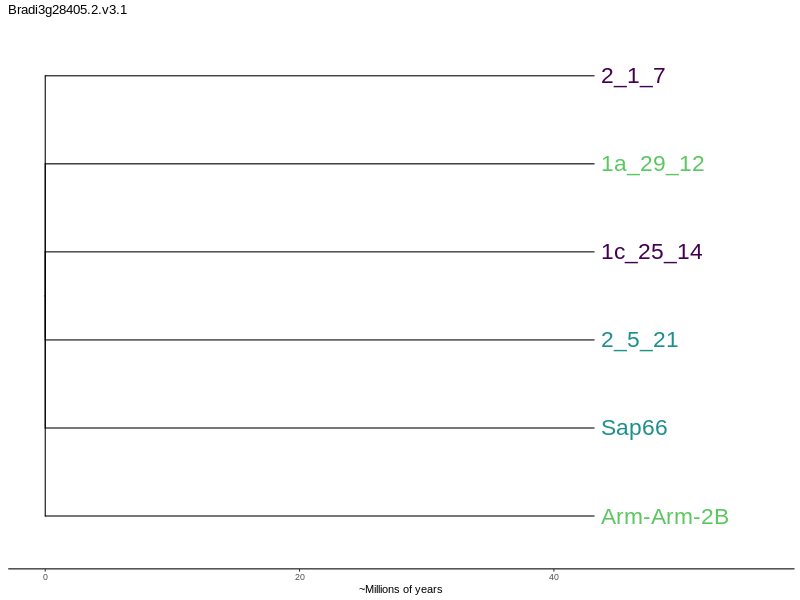 Bradi3g28405.2.v3.1
2_1_7
1a_29_12
1c_25_14
2_5_21
Sap66
Arm-Arm-2B
0 20 40
~Millions of years